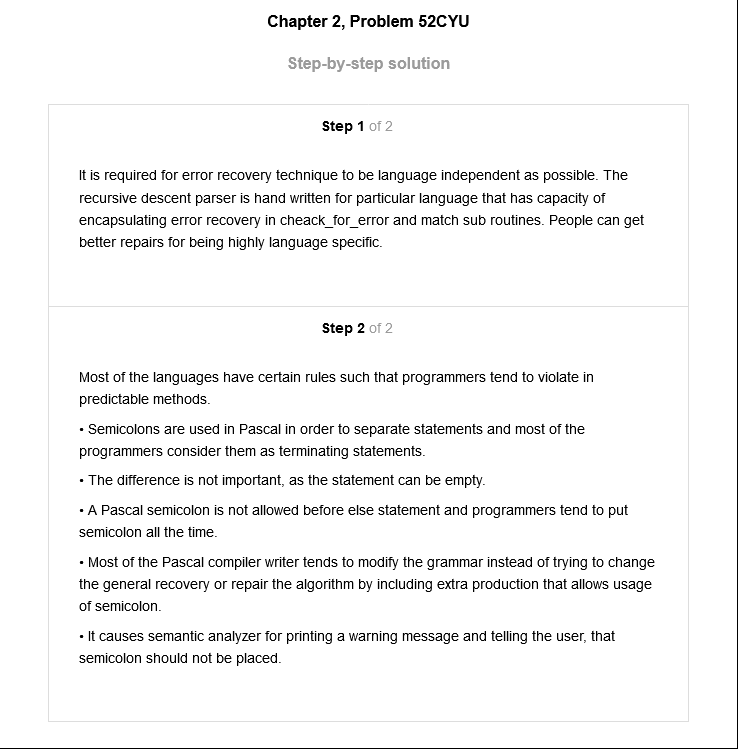 Chapter 2, Problem 52CYU
Step-by-step solution
Step 1 of 2
It is required for error recovery technique to be language independent as possible. The
recursive descent parser is hand written for particular language that has capacity of
encapsulating error recovery in cheack_for_error and match sub routines. People can get
better repairs for being highly language specific.
Step 2 of 2
Most of the languages have certain rules such that programmers tend to violate in
predictable methods.
• Semicolons are used in Pascal in order to separate statements and most of the
programmers consider them as terminating statements.
• The difference is not important, as the statement can be empty.
• A Pascal semicolon is not allowed before else statement and programmers tend to put
semicolon all the time.
• Most of the Pascal compiler writer tends to modify the grammar instead of trying to change
the general recovery or repair the algorithm by including extra production that allows usage
of semicolon.
• It causes semantic analyzer for printing a warning message and telling the user, that
semicolon should not be placed.